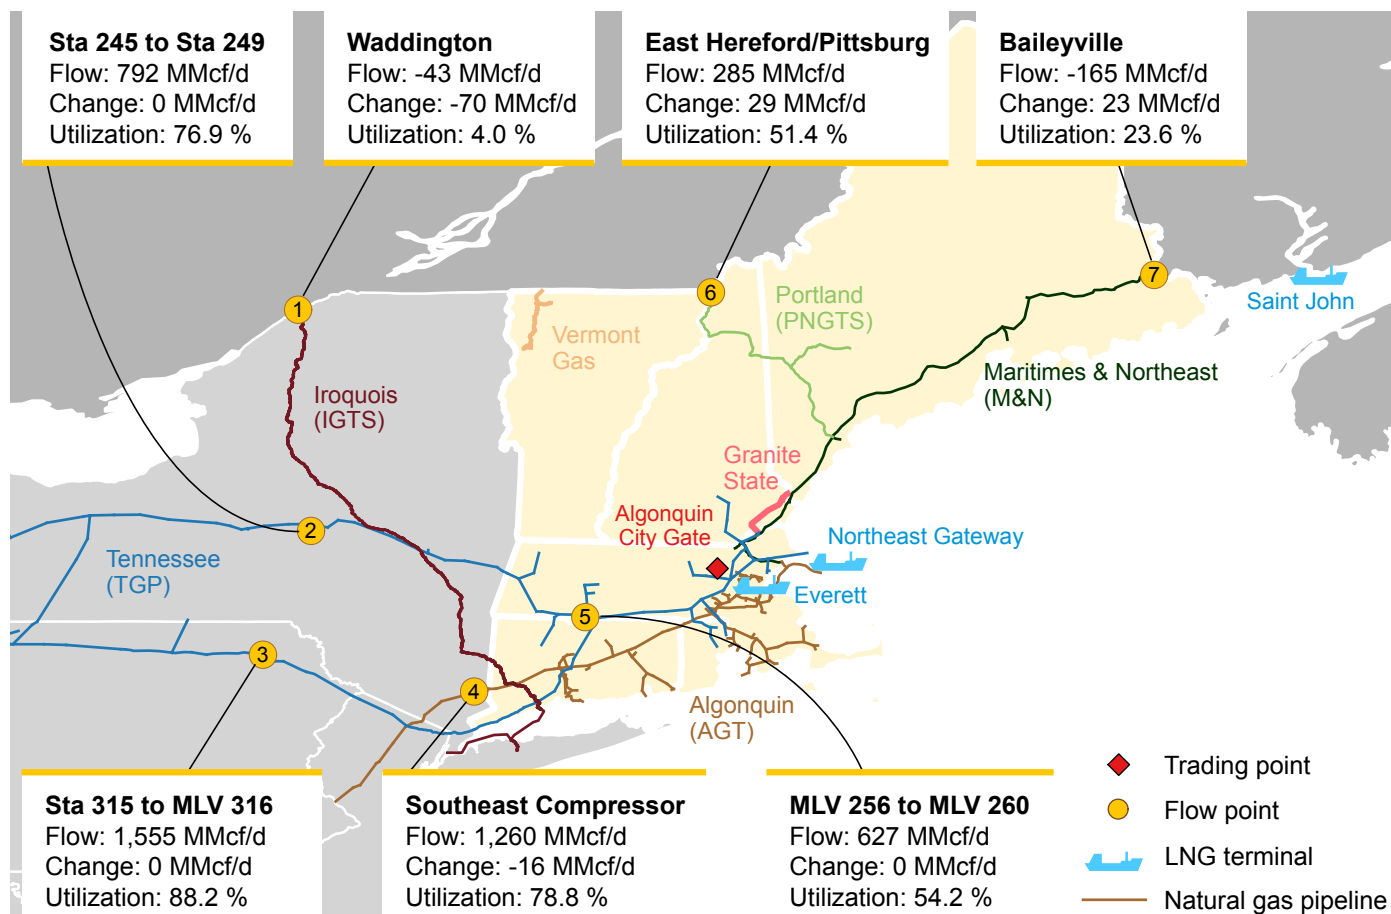 Sta 245 to Sta 249
Flow: 792 MMcf/d
Change: 0 MMcf/d
Utilization: 76.9 %
Waddington
Flow: -43 MMcf/d
Change: -70 MMcf/d
Utilization: 4.0 %
East Hereford/Pittsburg
Flow: 285 MMcf/d
Change: 29 MMcf/d
Utilization: 51.4 %
Baileyville
Flow: -165 MMcf/d
Change: 23 MMcf/d
Utilization: 23.6 %
1
6
7
Portland
(PNGTS)
Saint John
Vermont
Gas
Maritimes & Northeast
(M&N)
Iroquois
(IGTS)
Granite
State
Algonquin
City Gate
2
Northeast Gateway
Tennessee
(TGP)
Everett
5
3
4
Algonquin
(AGT)
Sta 315 to MLV 316
Flow: 1,555 MMcf/d
Change: 0 MMcf/d
Utilization: 88.2 %
Southeast Compressor
Flow: 1,260 MMcf/d
Change: -16 MMcf/d
Utilization: 78.8 %
MLV 256 to MLV 260
Flow: 627 MMcf/d
Change: 0 MMcf/d
Utilization: 54.2 %
Trading point
Flow point
LNG terminal
Natural gas pipeline